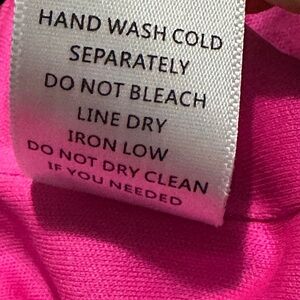 HAND WASH COLD
SEPARATELY
DO NOT BLEACH
LINE DRY
IRON LOW
DO NOT DRY CLEAN
IF YOU NEEDED